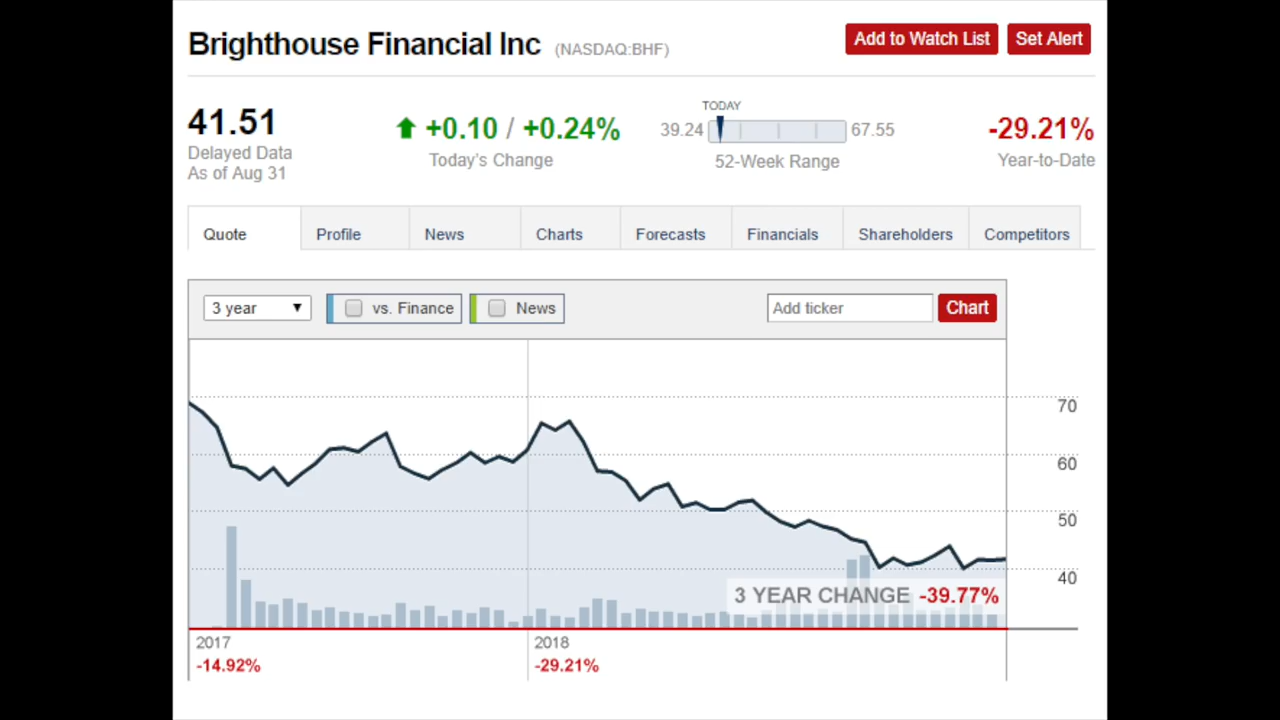 Brighthouse Financial Inc (NASDAQ:BHF)
Add to Watch List
Set Alert
41.51
Delayed Data
As of Aug 31
+0.10 / +0.24%
Today's Change
TODAY
39.24 67.55
52-Week Range
-29.21%
Year-to-Date
Quote Profile News Charts Forecasts Financials Shareholders Competitors
3 year vs. Finance News Add ticker Chart
70
60
50
40
3 YEAR CHANGE -39.77%
2017 2018
-14.92% -29.21%